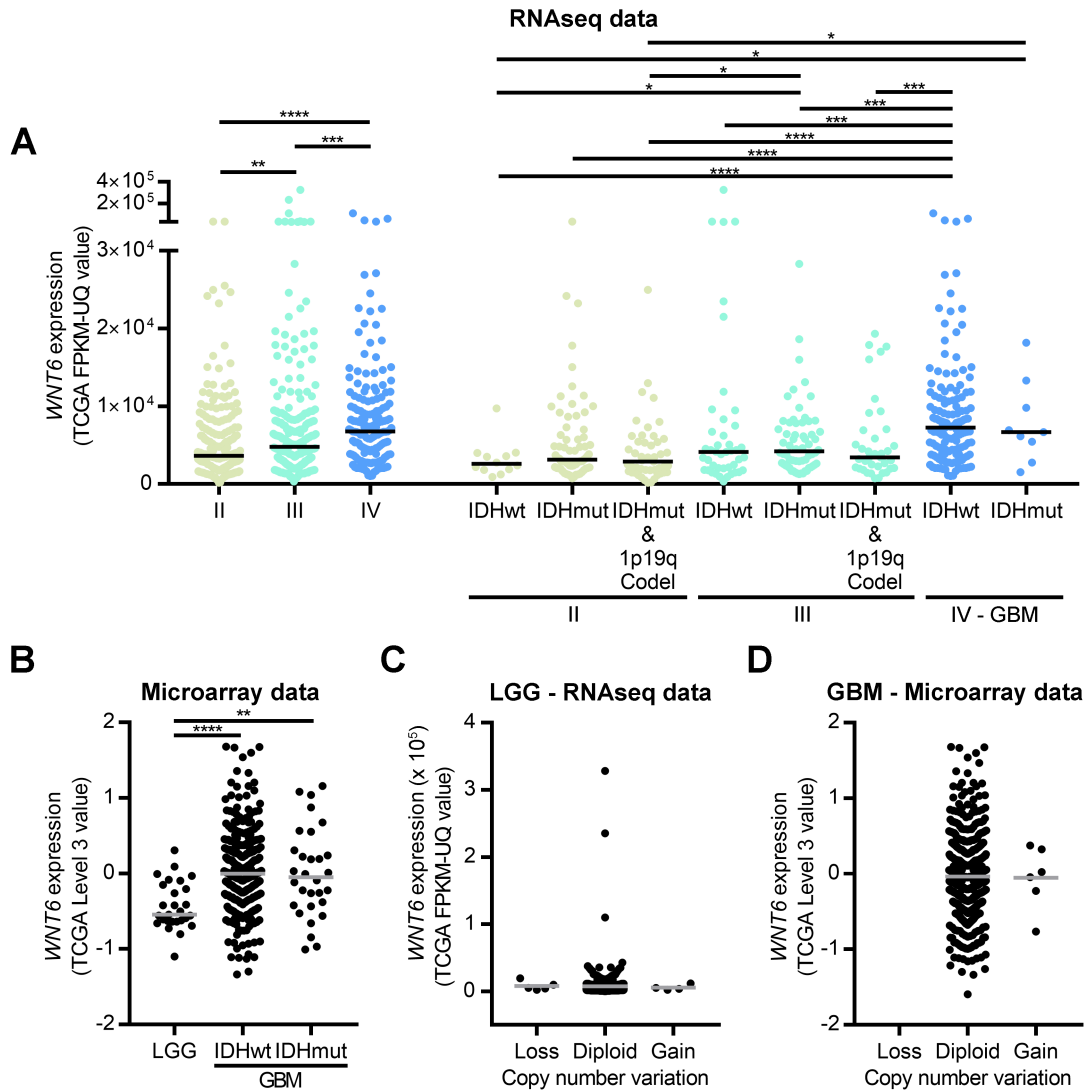 RNAseq data
*
*
*
*
***
***
***
****
****
****
A
****
***
**
4×10⁵
2×10⁵
3×10⁴
2×10⁴
1×10⁴
0
WNT6 expression
(TCGA FPKM-UQ value)
II III IV
IDHwt IDHmut IDHmut IDHwt IDHmut IDHmut IDHwt IDHmut
& &
1p19q 1p19q
Codel Codel
II III IV - GBM
B
Microarray data
**
****
2
1
0
-1
-2
WNT6 expression
(TCGA Level 3 value)
LGG IDHwt IDHmut
GBM
C
LGG - RNAseq data
4
3
2
1
0
WNT6 expression (x 10⁵)
(TCGA FPKM-UQ value)
Loss Diploid Gain
Copy number variation
D
GBM - Microarray data
2
1
0
-1
-2
WNT6 expression
(TCGA Level 3 value)
Loss Diploid Gain
Copy number variation